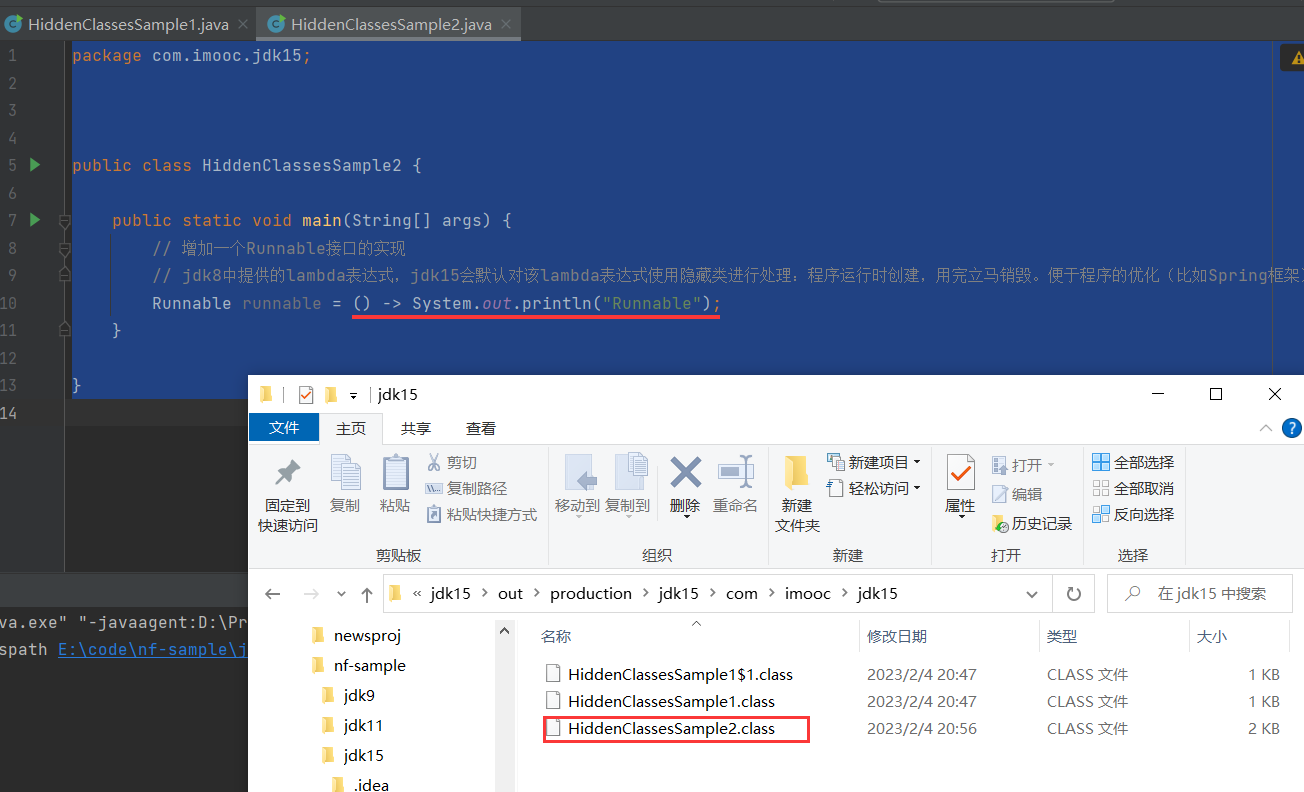 HiddenClassesSample1.java
HiddenClassesSample2.java
1 package com.imooc.jdk15;
2
3
4
5 public class HiddenClassesSample2 {
6
7 public static void main(String[] args) {
8 // 增加一个Runnable接口的实现
9 // jdk8中提供的lambda表达式，jdk15会默认对该lambda表达式使用隐藏类进行处理：程序运行时创建，用完立马销毁。便于程序的优化（比如Spring框架
10 Runnable runnable = () -> System.out.println("Runnable");
11 }
12
13 }
14
jdk15
文件 主页 共享 查看
固定到快速访问
复制
粘贴
剪切
复制路径
粘贴快捷方式
剪贴板
移动到
复制到
删除
重命名
组织
新建文件夹
新建项目
轻松访问
新建
属性
打开
编辑
历史记录
打开
全部选择
全部取消
反向选择
选择
« jdk15 > out > production > jdk15 > com > imooc > jdk15
在 jdk15 中搜索
va.exe" "-javaagent:D:\Pr
spath E:\code\nf-sample\j
newsproj
nf-sample
jdk9
jdk11
jdk15
.idea
名称 修改日期 类型 大小
HiddenClassesSample1$1.class 2023/2/4 20:47 CLASS 文件 1 KB
HiddenClassesSample1.class 2023/2/4 20:47 CLASS 文件 1 KB
HiddenClassesSample2.class 2023/2/4 20:56 CLASS 文件 2 KB